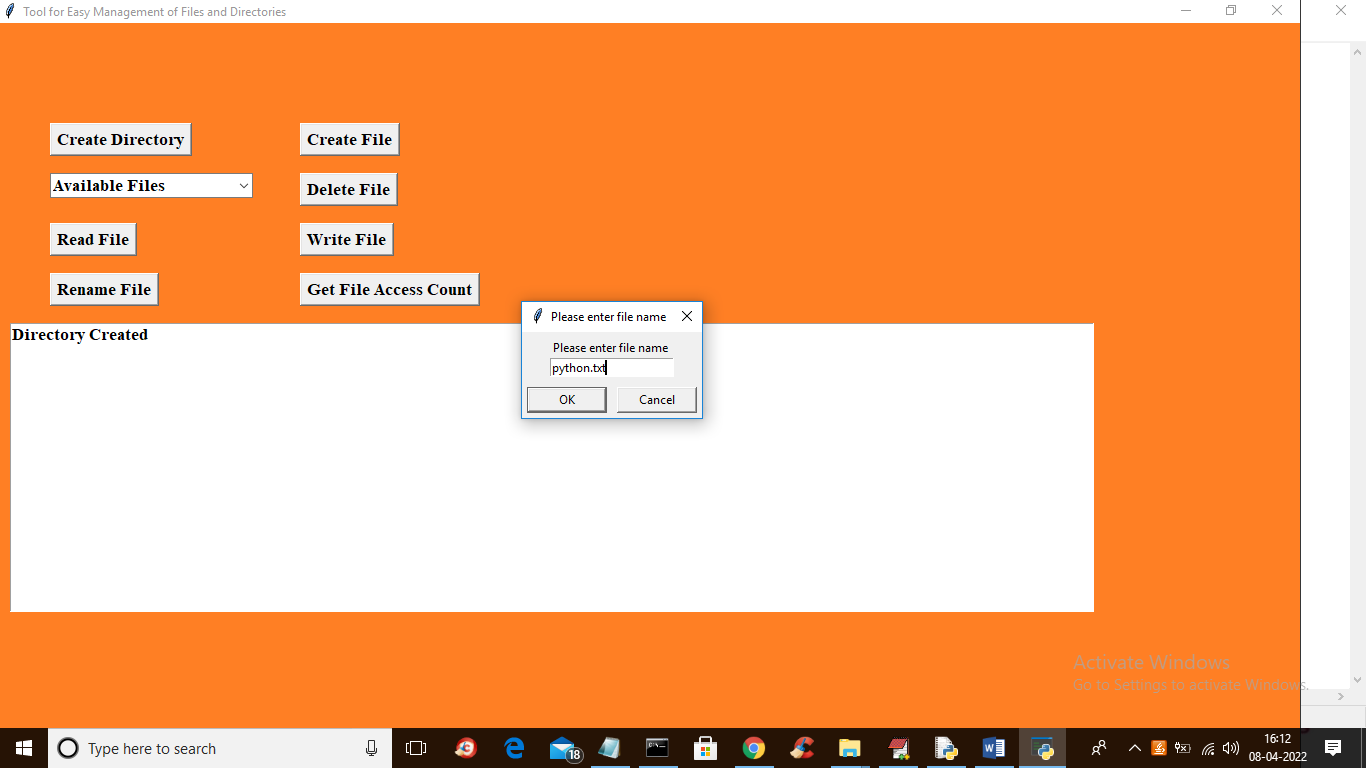 Tool for Easy Management of Files and Directories
Create Directory
Create File
Available Files
Delete File
Read File
Write File
Rename File
Get File Access Count
Please enter file name
Directory Created
Please enter file name
python.txt
OK
Cancel
Activate Windows
Go to Settings to activate Windows.
Type here to search
18
16:12
08-04-2022